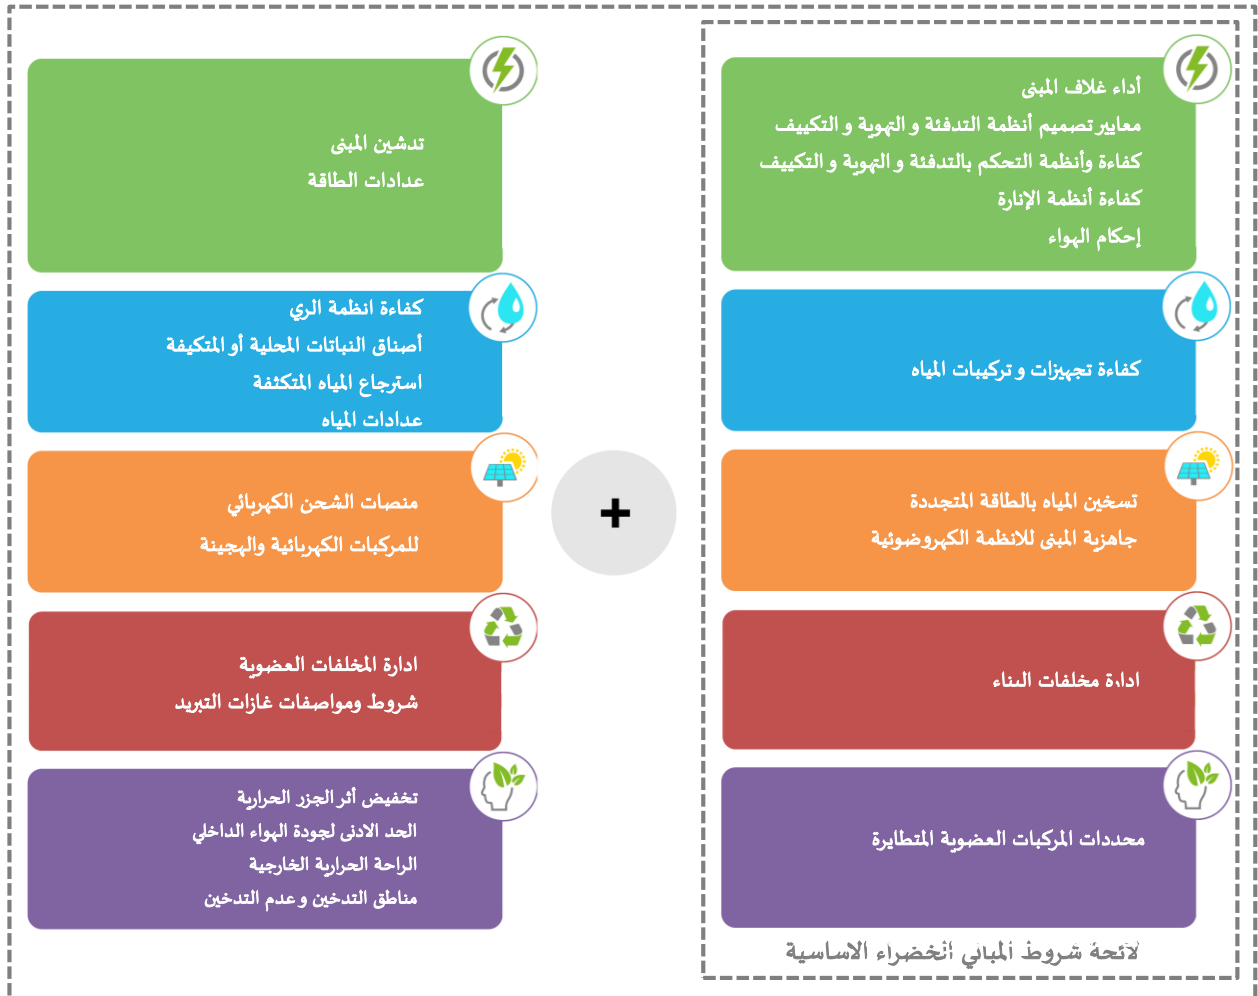 أداء غلاف المبنى
معايير تصميم أنظمة التدفئة و التهوية و التكييف
كفاءة وأنظمة التحكم بالتدفئة و التهوية و التكييف
كفاءة أنظمة الإنارة
إحكام الهواء
كفاءة تجهيزات و تركيبات المياه
تسخين المياه بالطاقة المتجددة
جاهزية المبنى للانظمة الكهروضوئية
ادارة مخلفات البناء
محددات المركبات العضوية المتطايرة
لائحة شروط المباني الخضراء الاساسية
+
تدشين المبنى
عدادات الطاقة
كفاءة انظمة الري
أصناق النباتات المحلية أو المتكيفة
استرجاع المياه المتكثفة
عدادات المياه
منصات الشحن الكهربائي
للمركبات الكهربائية والهجينة
ادارة المخلفات العضوية
شروط ومواصفات غازات التبريد
تخفيض أثر الجزر الحرارية
الحد الادنى لجودة الهواء الداخلي
الراحة الحرارية الخارجية
مناطق التدخين و عدم التدخين